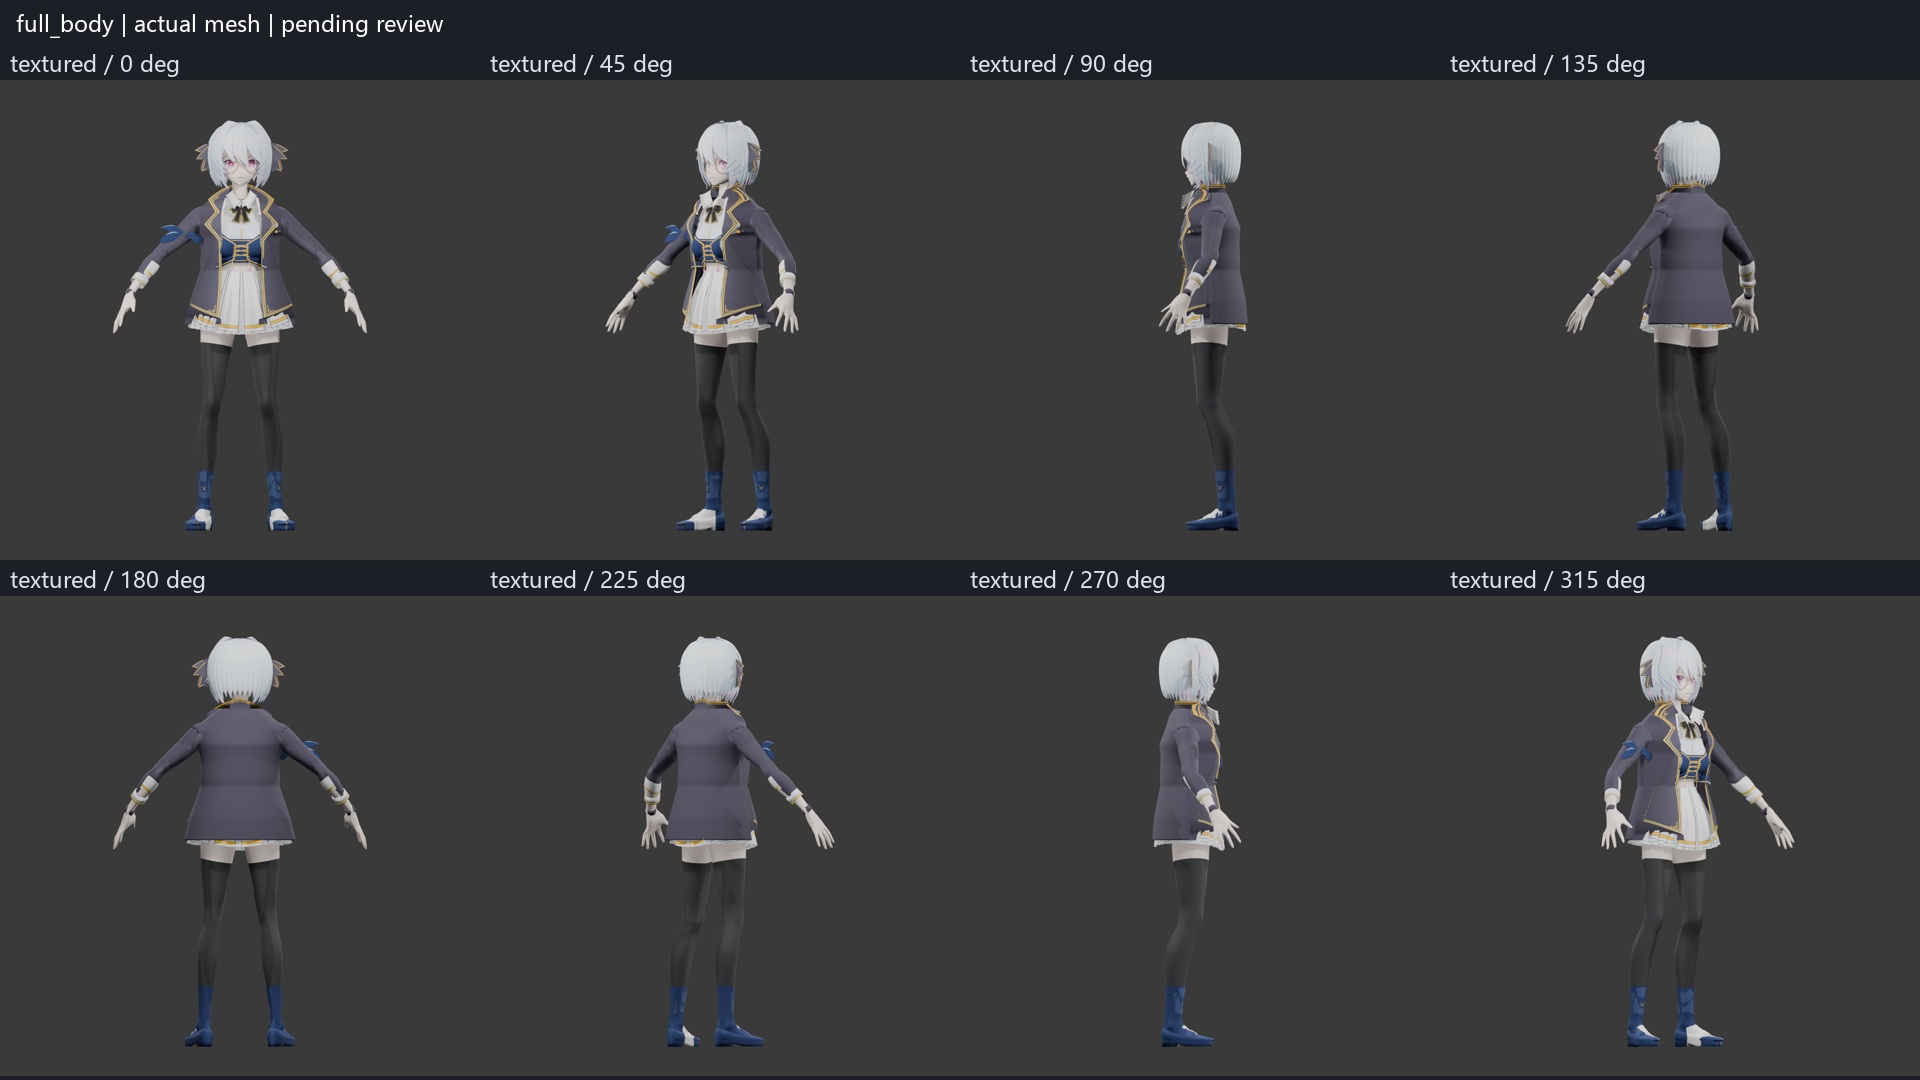 full_body | actual mesh | pending review
textured / 0 deg
textured / 45 deg
textured / 90 deg
textured / 135 deg
textured / 180 deg
textured / 225 deg
textured / 270 deg
textured / 315 deg